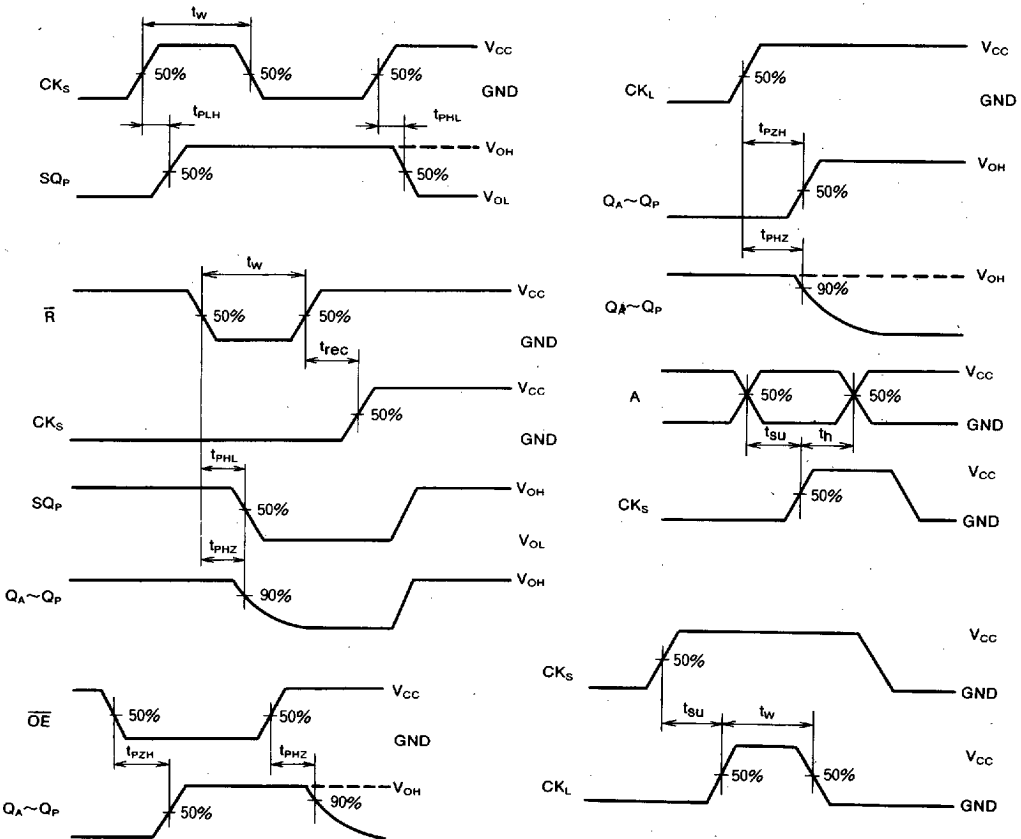 tw
VCC
CKS
50%
50%
50%
GND
tPLH
tPHL
VOH
SQP
50%
50%
VOL
tw
VCC
R̅
50%
50%
GND
trec
VCC
CKS
50%
GND
tPHL
SQP
50%
VOH
VOL
tPHZ
VOH
QA~QP
90%
VCC
O̅E̅
50%
50%
GND
tPZH
tPHZ
VOH
QA~QP
50%
90%
VCC
CKL
50%
GND
tPZH
VOH
QA~QP
50%
tPHZ
VOH
QA~QP
90%
VCC
A
50%
50%
GND
tsu
th
VCC
CKS
50%
GND
VCC
CKS
50%
GND
tsu
tw
VCC
CKL
50%
50%
GND